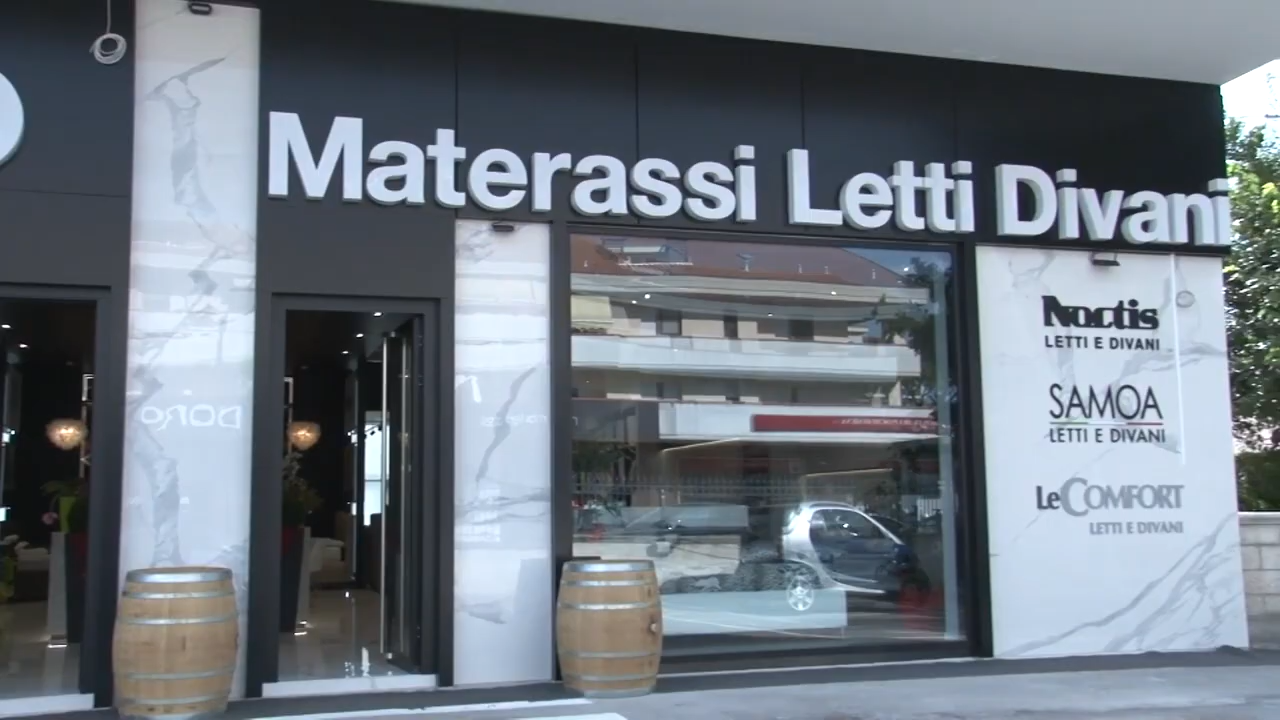 Materassi Letti Divani
Noctis
LETTI E DIVANI
SAMOA
LETTI E DIVANI
LeCOMFORT
LETTI E DIVANI